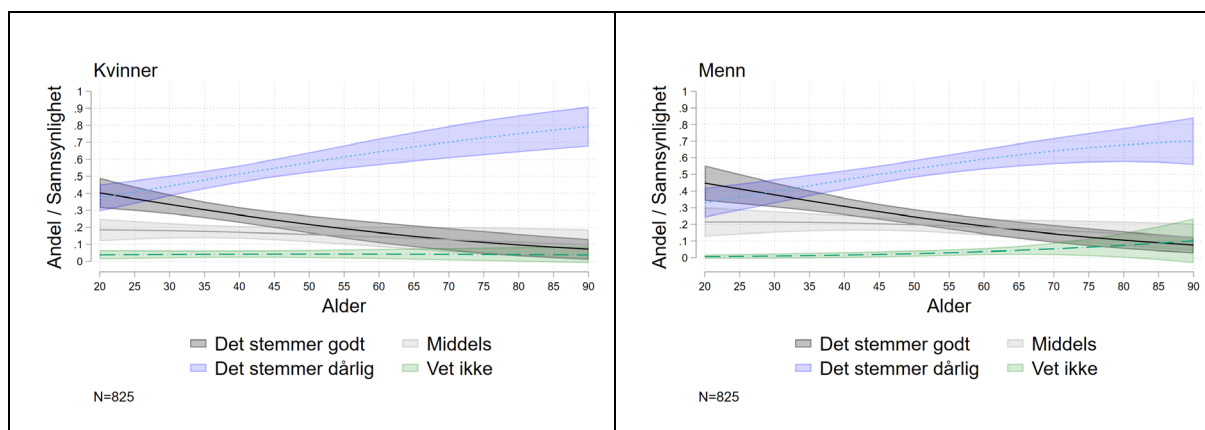 Kvinner
Andel / Sannsynlighet
1
.9
.8
.7
.6
.5
.4
.3
.2
.1
0
20 25 30 35 40 45 50 55 60 65 70 75 80 85 90
Alder
Det stemmer godt Middels
Det stemmer dårlig Vet ikke
N=825
Menn
Andel / Sannsynlighet
1
.9
.8
.7
.6
.5
.4
.3
.2
.1
0
20 25 30 35 40 45 50 55 60 65 70 75 80 85 90
Alder
Det stemmer godt Middels
Det stemmer dårlig Vet ikke
N=825